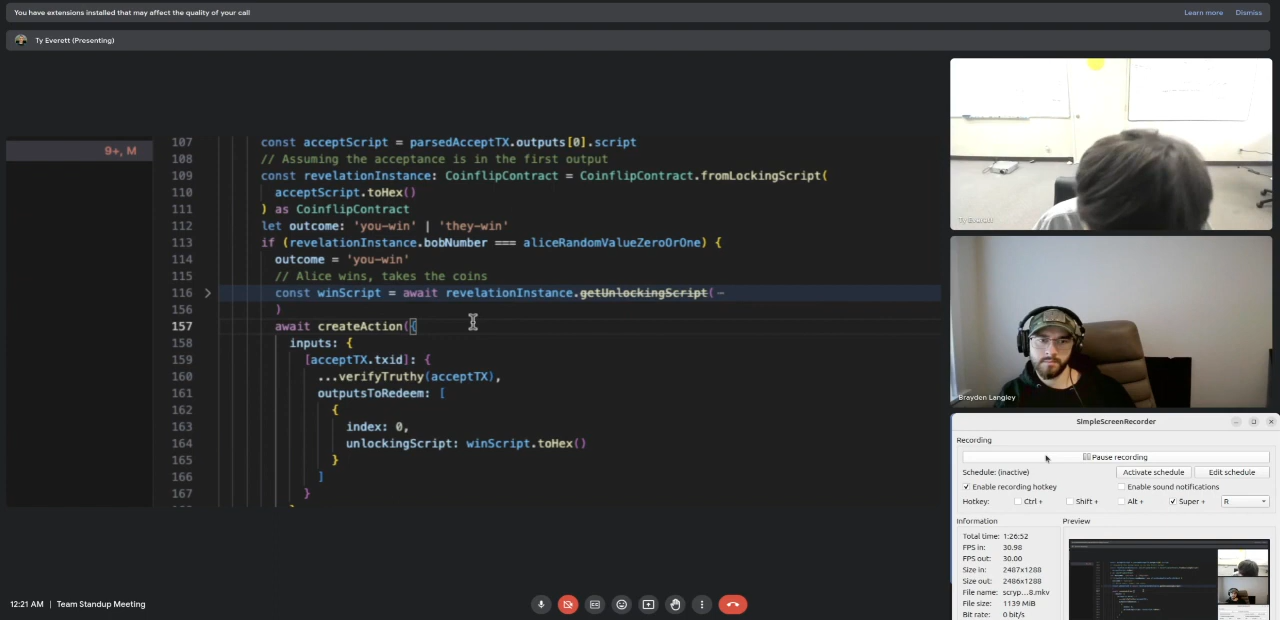 You have extensions installed that may affect the quality of your call
Learn more
Dismiss
Ty Everett (Presenting)
9+, M
107 const acceptScript = parsedAcceptTX.outputs[0].script
108 // Assuming the acceptance is in the first output
109 const revelationInstance: CoinflipContract = CoinflipContract.fromLockingScript(
110 acceptScript.toHex()
111 ) as CoinflipContract
112 let outcome: 'you-win' | 'they-win'
113 if (revelationInstance.bobNumber === aliceRandomValueZeroOrOne) {
114 outcome = 'you-win'
115 // Alice wins, takes the coins
116 const winScript = await revelationInstance.getUnlockingScript(
156 )
157 await createAction({
158 inputs: {
159 [acceptTX.txid]: {
160 ...verifyTruthy(acceptTX),
161 outputsToRedeem: [
162 {
163 index: 0,
164 unlockingScript: winScript.toHex()
165 }
166 ]
167 }
Ty Everett
Brayden Langley
SimpleScreenRecorder
Recording
Pause recording
Schedule: (inactive)
Activate schedule
Edit schedule
Enable recording hotkey
Enable sound notifications
Hotkey:
Ctrl +
Shift +
Alt +
Super +
R
Information
Preview
Total time: 1:26:52
FPS in: 30.98
FPS out: 30.00
Size in: 2487x1288
Size out: 2486x1288
File name: scryp...8.mkv
File size: 1139 MiB
Bit rate: 0 bit/s
12:21 AM | Team Standup Meeting